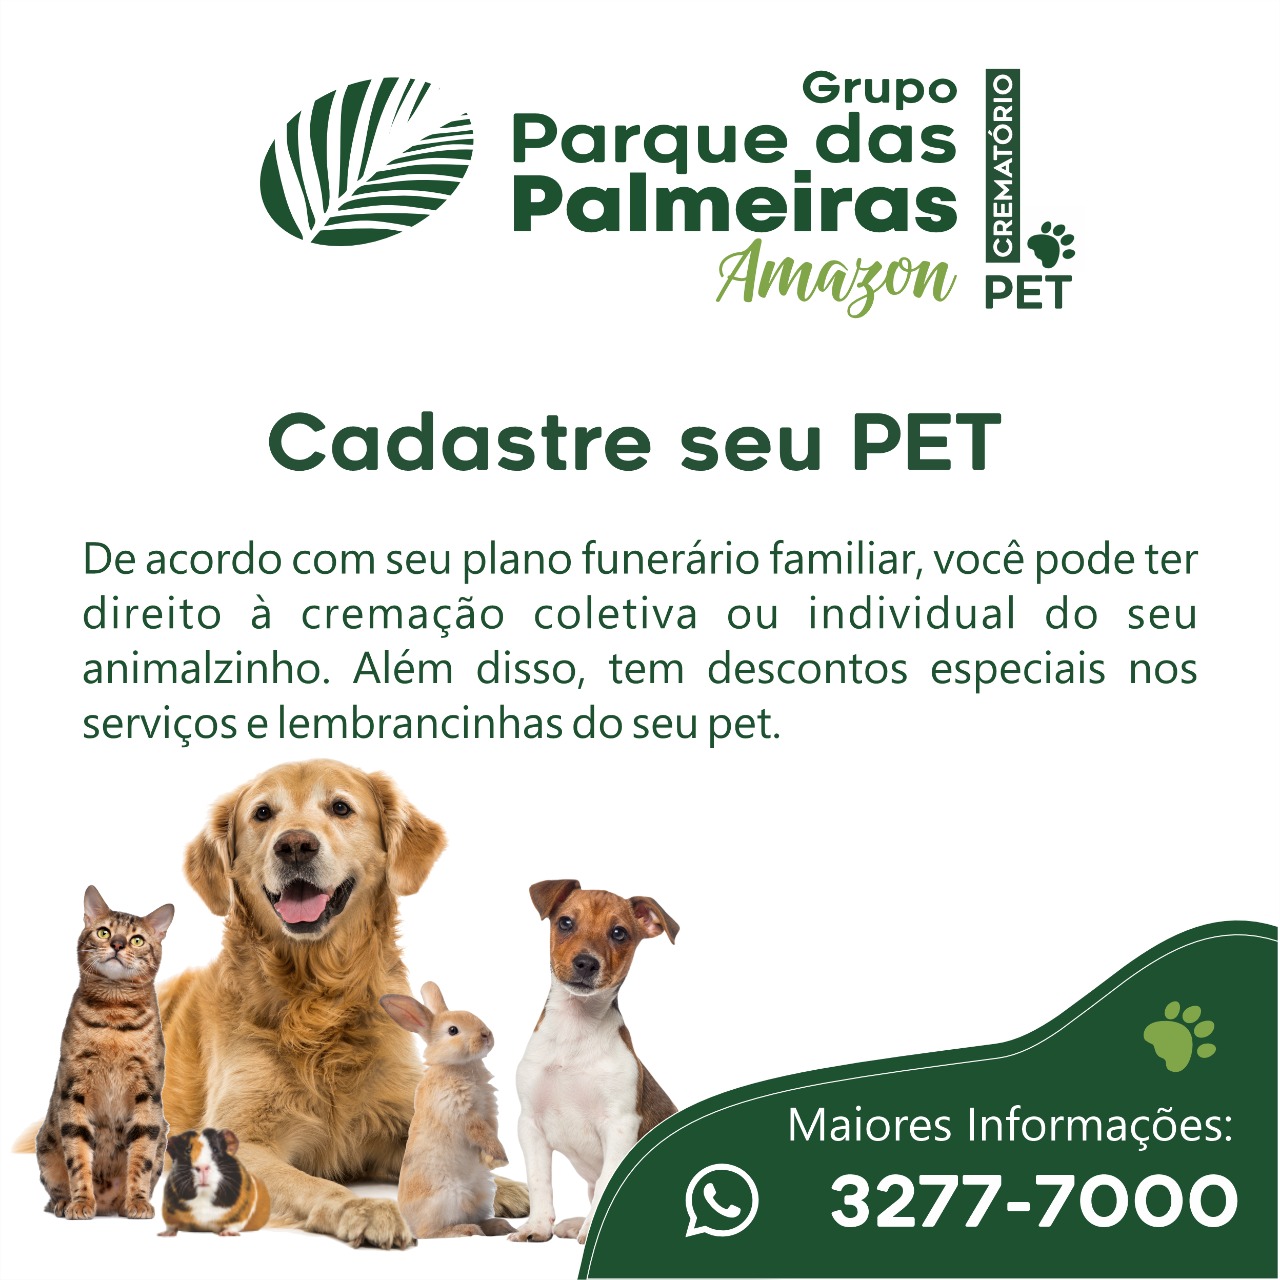 Grupo
Parque das
Palmeiras
Amazon
CREMATÓRIO
PET
Cadastre seu PET
De acordo com seu plano funerário familiar, você pode ter
direito à cremação coletiva ou individual do seu
animalzinho. Além disso, tem descontos especiais nos
serviços e lembrancinhas do seu pet.
Maiores Informações:
3277-7000